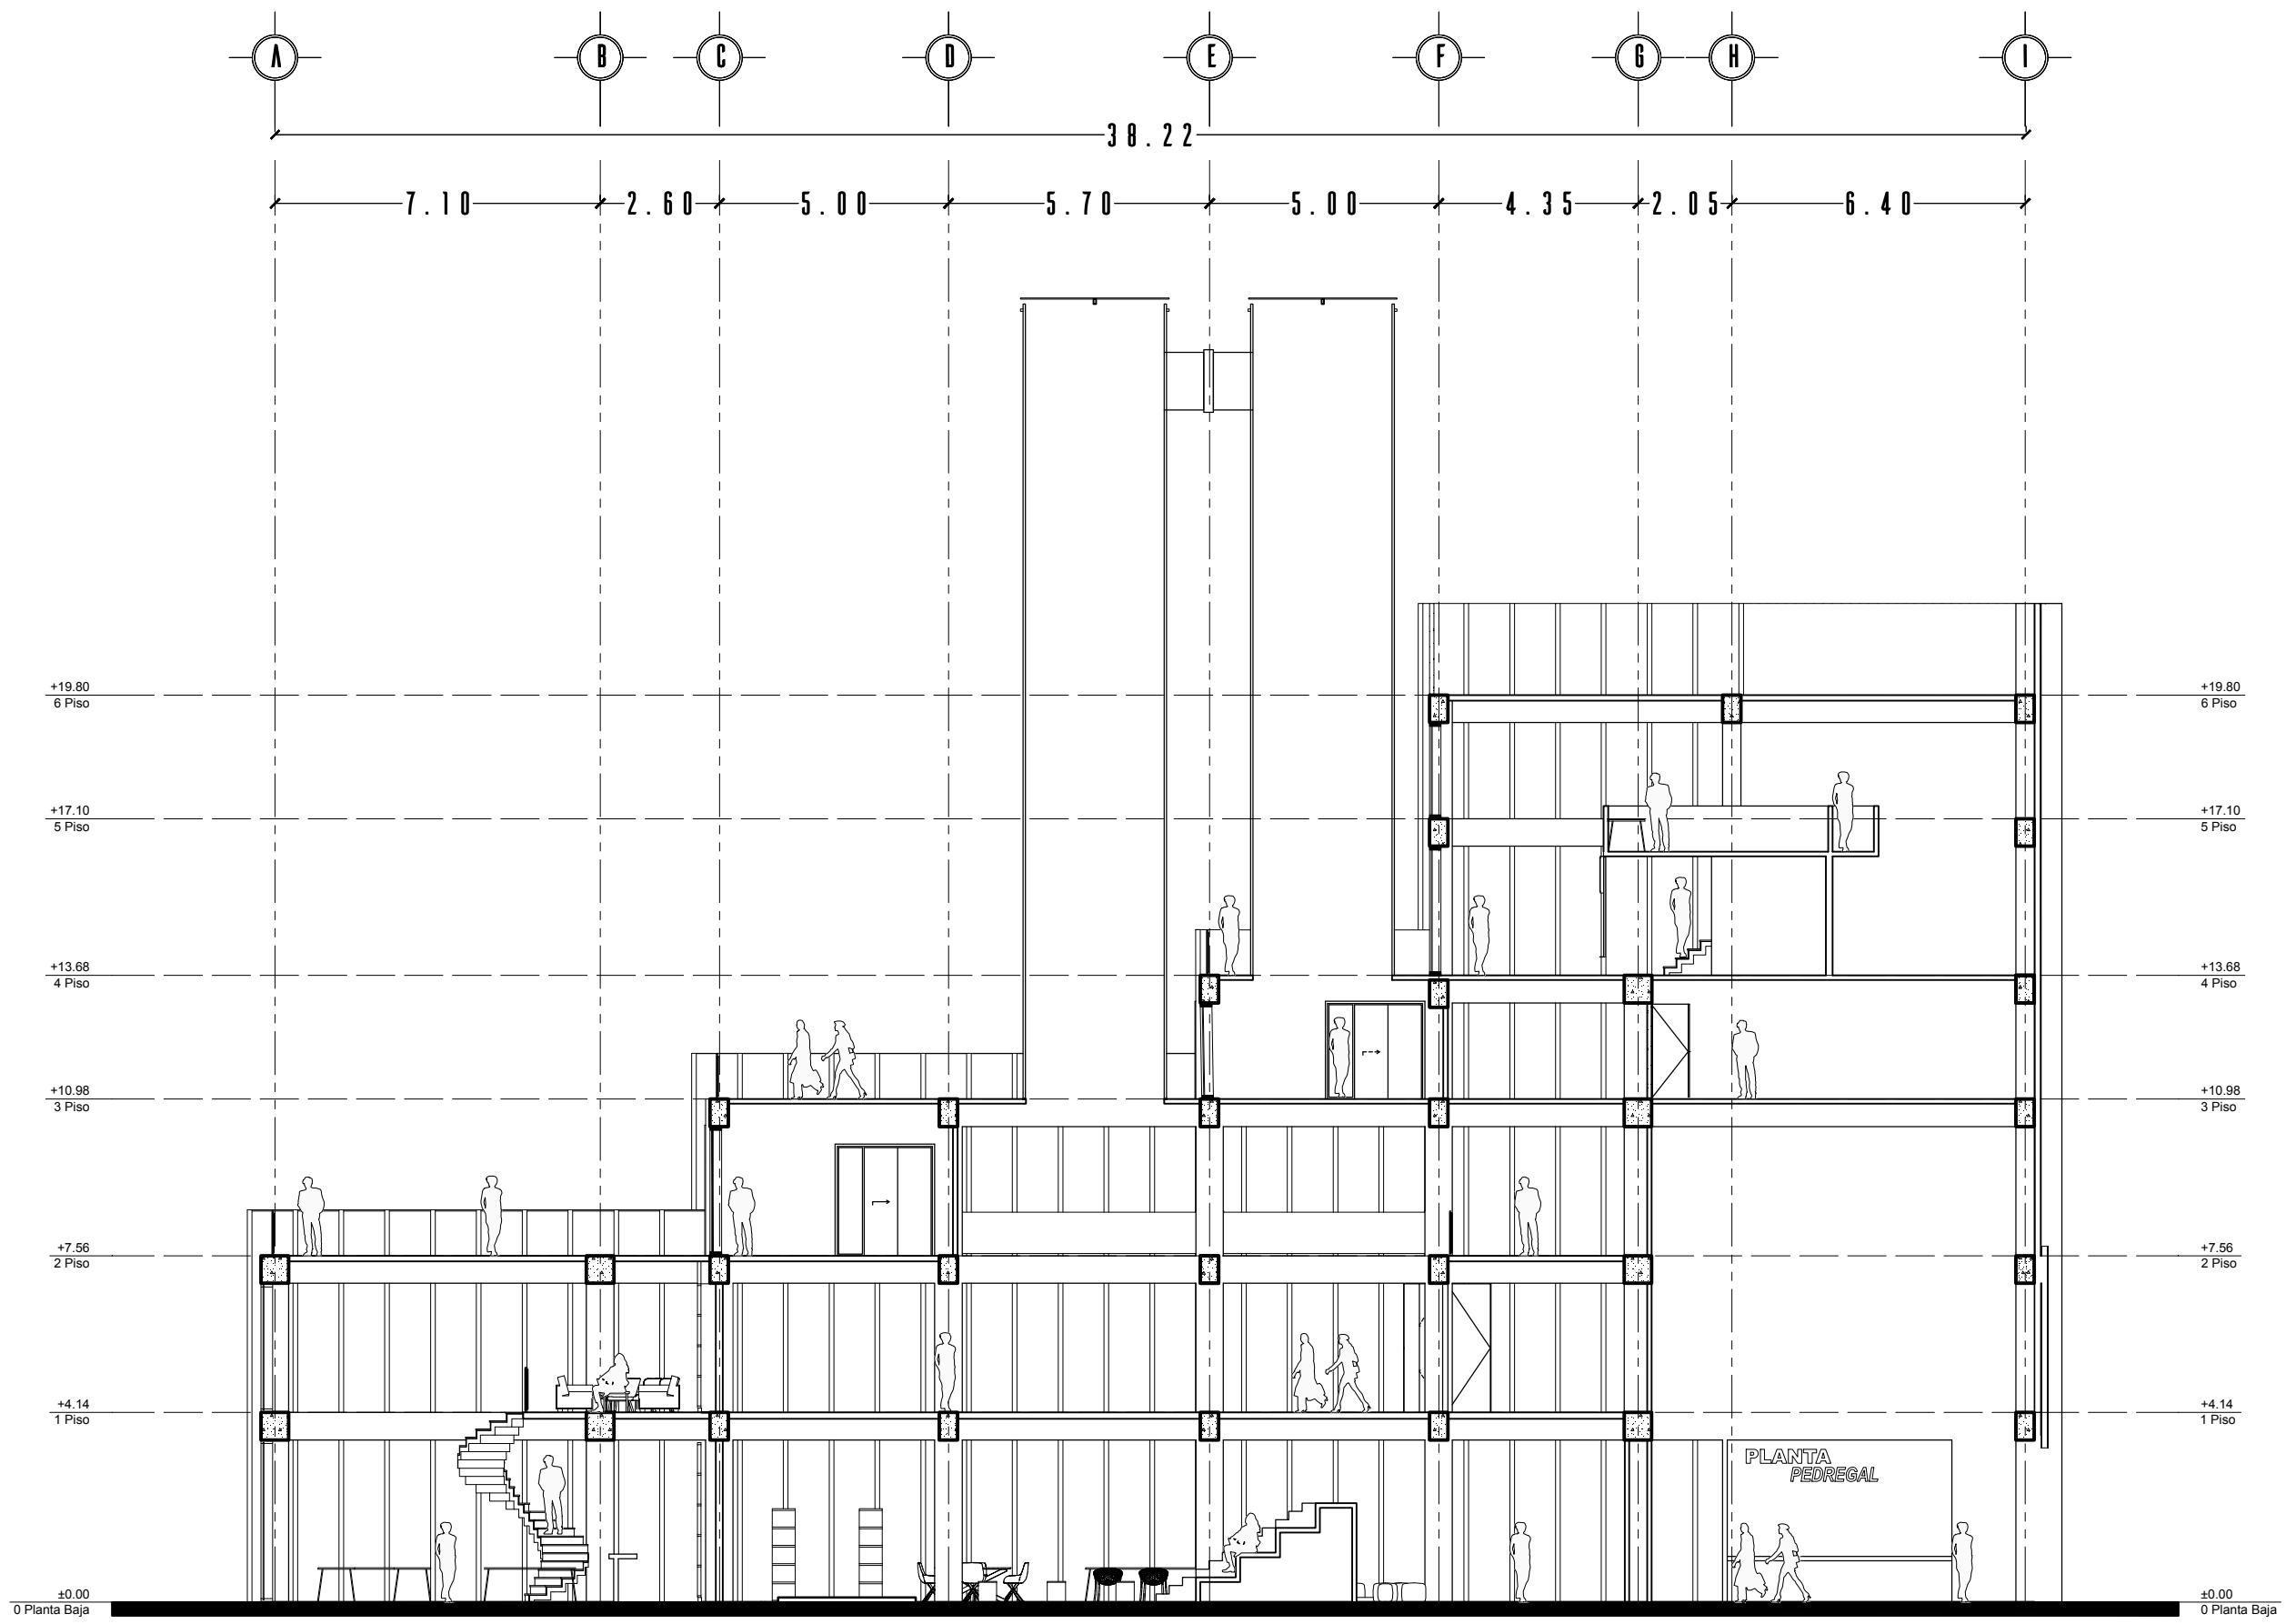 A B C D E F G H I
38.22
7.10 2.60 5.00 5.70 5.00 4.35 2.05 6.40
+19.80 +19.80
6 Piso 6 Piso
+17.10 +17.10
5 Piso 5 Piso
+13.68 +13.68
4 Piso 4 Piso
+10.98 +10.98
3 Piso 3 Piso
+7.56 +7.56
2 Piso 2 Piso
+4.14 +4.14
1 Piso 1 Piso
PLANTA
PEDREGAL
±0.00 ±0.00
0 Planta Baja 0 Planta Baja